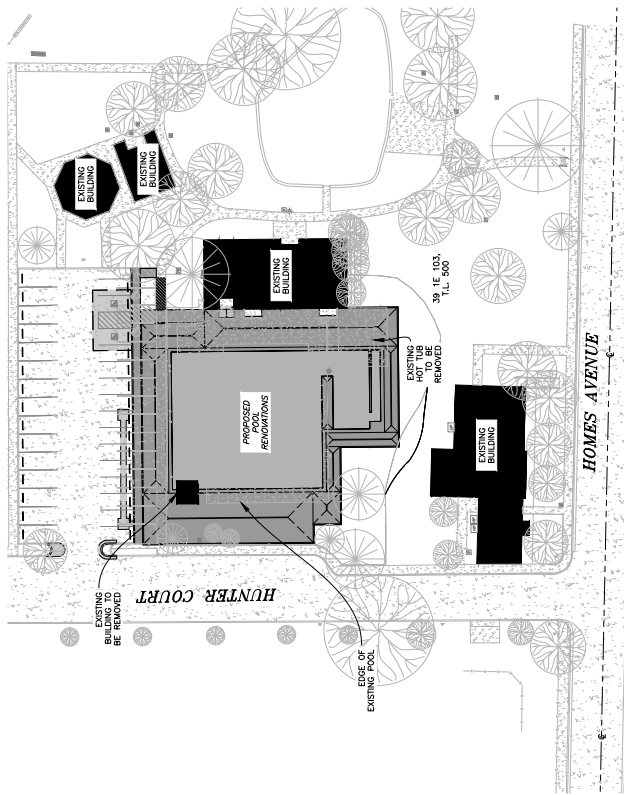 EXISTING
BUILDING
EXISTING
BUILDING
EXISTING
BUILDING
39 1E 103,
T.L. 500
EXISTING
HOT TUB
TO BE
REMOVED
PROPOSED
POOL
RENOVATIONS
EXISTING
BUILDING
HOMES AVENUE
HUNTER COURT
EXISTING
BUILDING TO
BE REMOVED
EDGE OF
EXISTING POOL